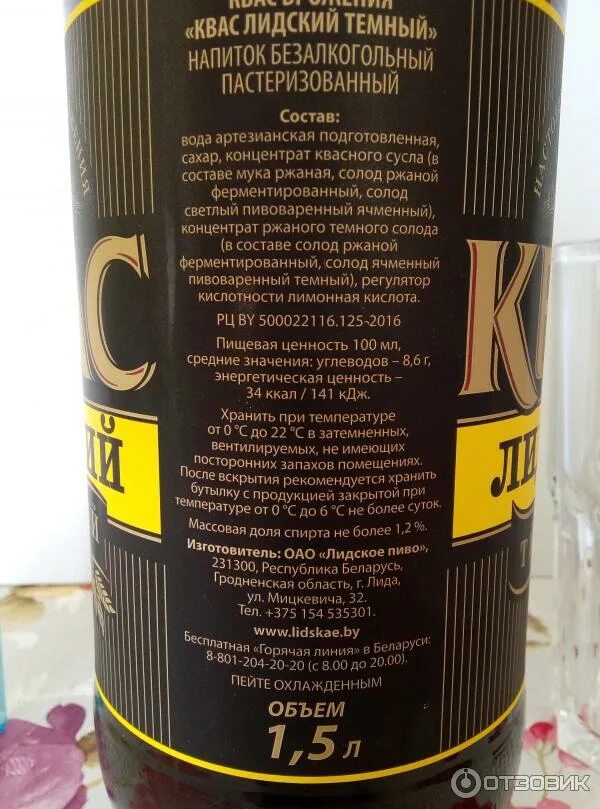 КВАС БРОЖЕНИЯ
«КВАС ЛИДСКИЙ ТЕМНЫЙ»
НАПИТОК БЕЗАЛКОГОЛЬНЫЙ
ПАСТЕРИЗОВАННЫЙ
Состав:
вода артезианская подготовленная,
сахар, концентрат квасного сусла (в
составе мука ржаная, солод ржаной
ферментированный, солод
светлый пивоваренный ячменный),
концентрат ржаного темного солода
(в составе солод ржаной
ферментированный, солод ячменный
пивоваренный темный), регулятор
кислотности лимонная кислота.
РЦ BY 500022116.125-2016
Пищевая ценность 100 мл,
средние значения: углеводов – 8,6 г,
энергетическая ценность –
34 ккал / 141 кДж.
Хранить при температуре
от 0 °С до 22 °С в затемненных,
вентилируемых, не имеющих
посторонних запахов помещениях.
После вскрытия рекомендуется хранить
бутылку с продукцией закрытой при
температуре от 0 °С до 6 °С не более суток.
Массовая доля спирта не более 1,2 %.
Изготовитель: ОАО «Лидское пиво»,
231300, Республика Беларусь,
Гродненская область, г. Лида,
ул. Мицкевича, 32.
Тел. +375 154 535301.
www.lidskae.by
Бесплатная «Горячая линия» в Беларуси:
8-801-204-20-20 (с 8.00 до 20.00).
ПЕЙТЕ ОХЛАЖДЕННЫМ
ОБЪЕМ
1,5 л
АС
ИЙ
Й
К
ЛИ
Т
ОТЗОВИК